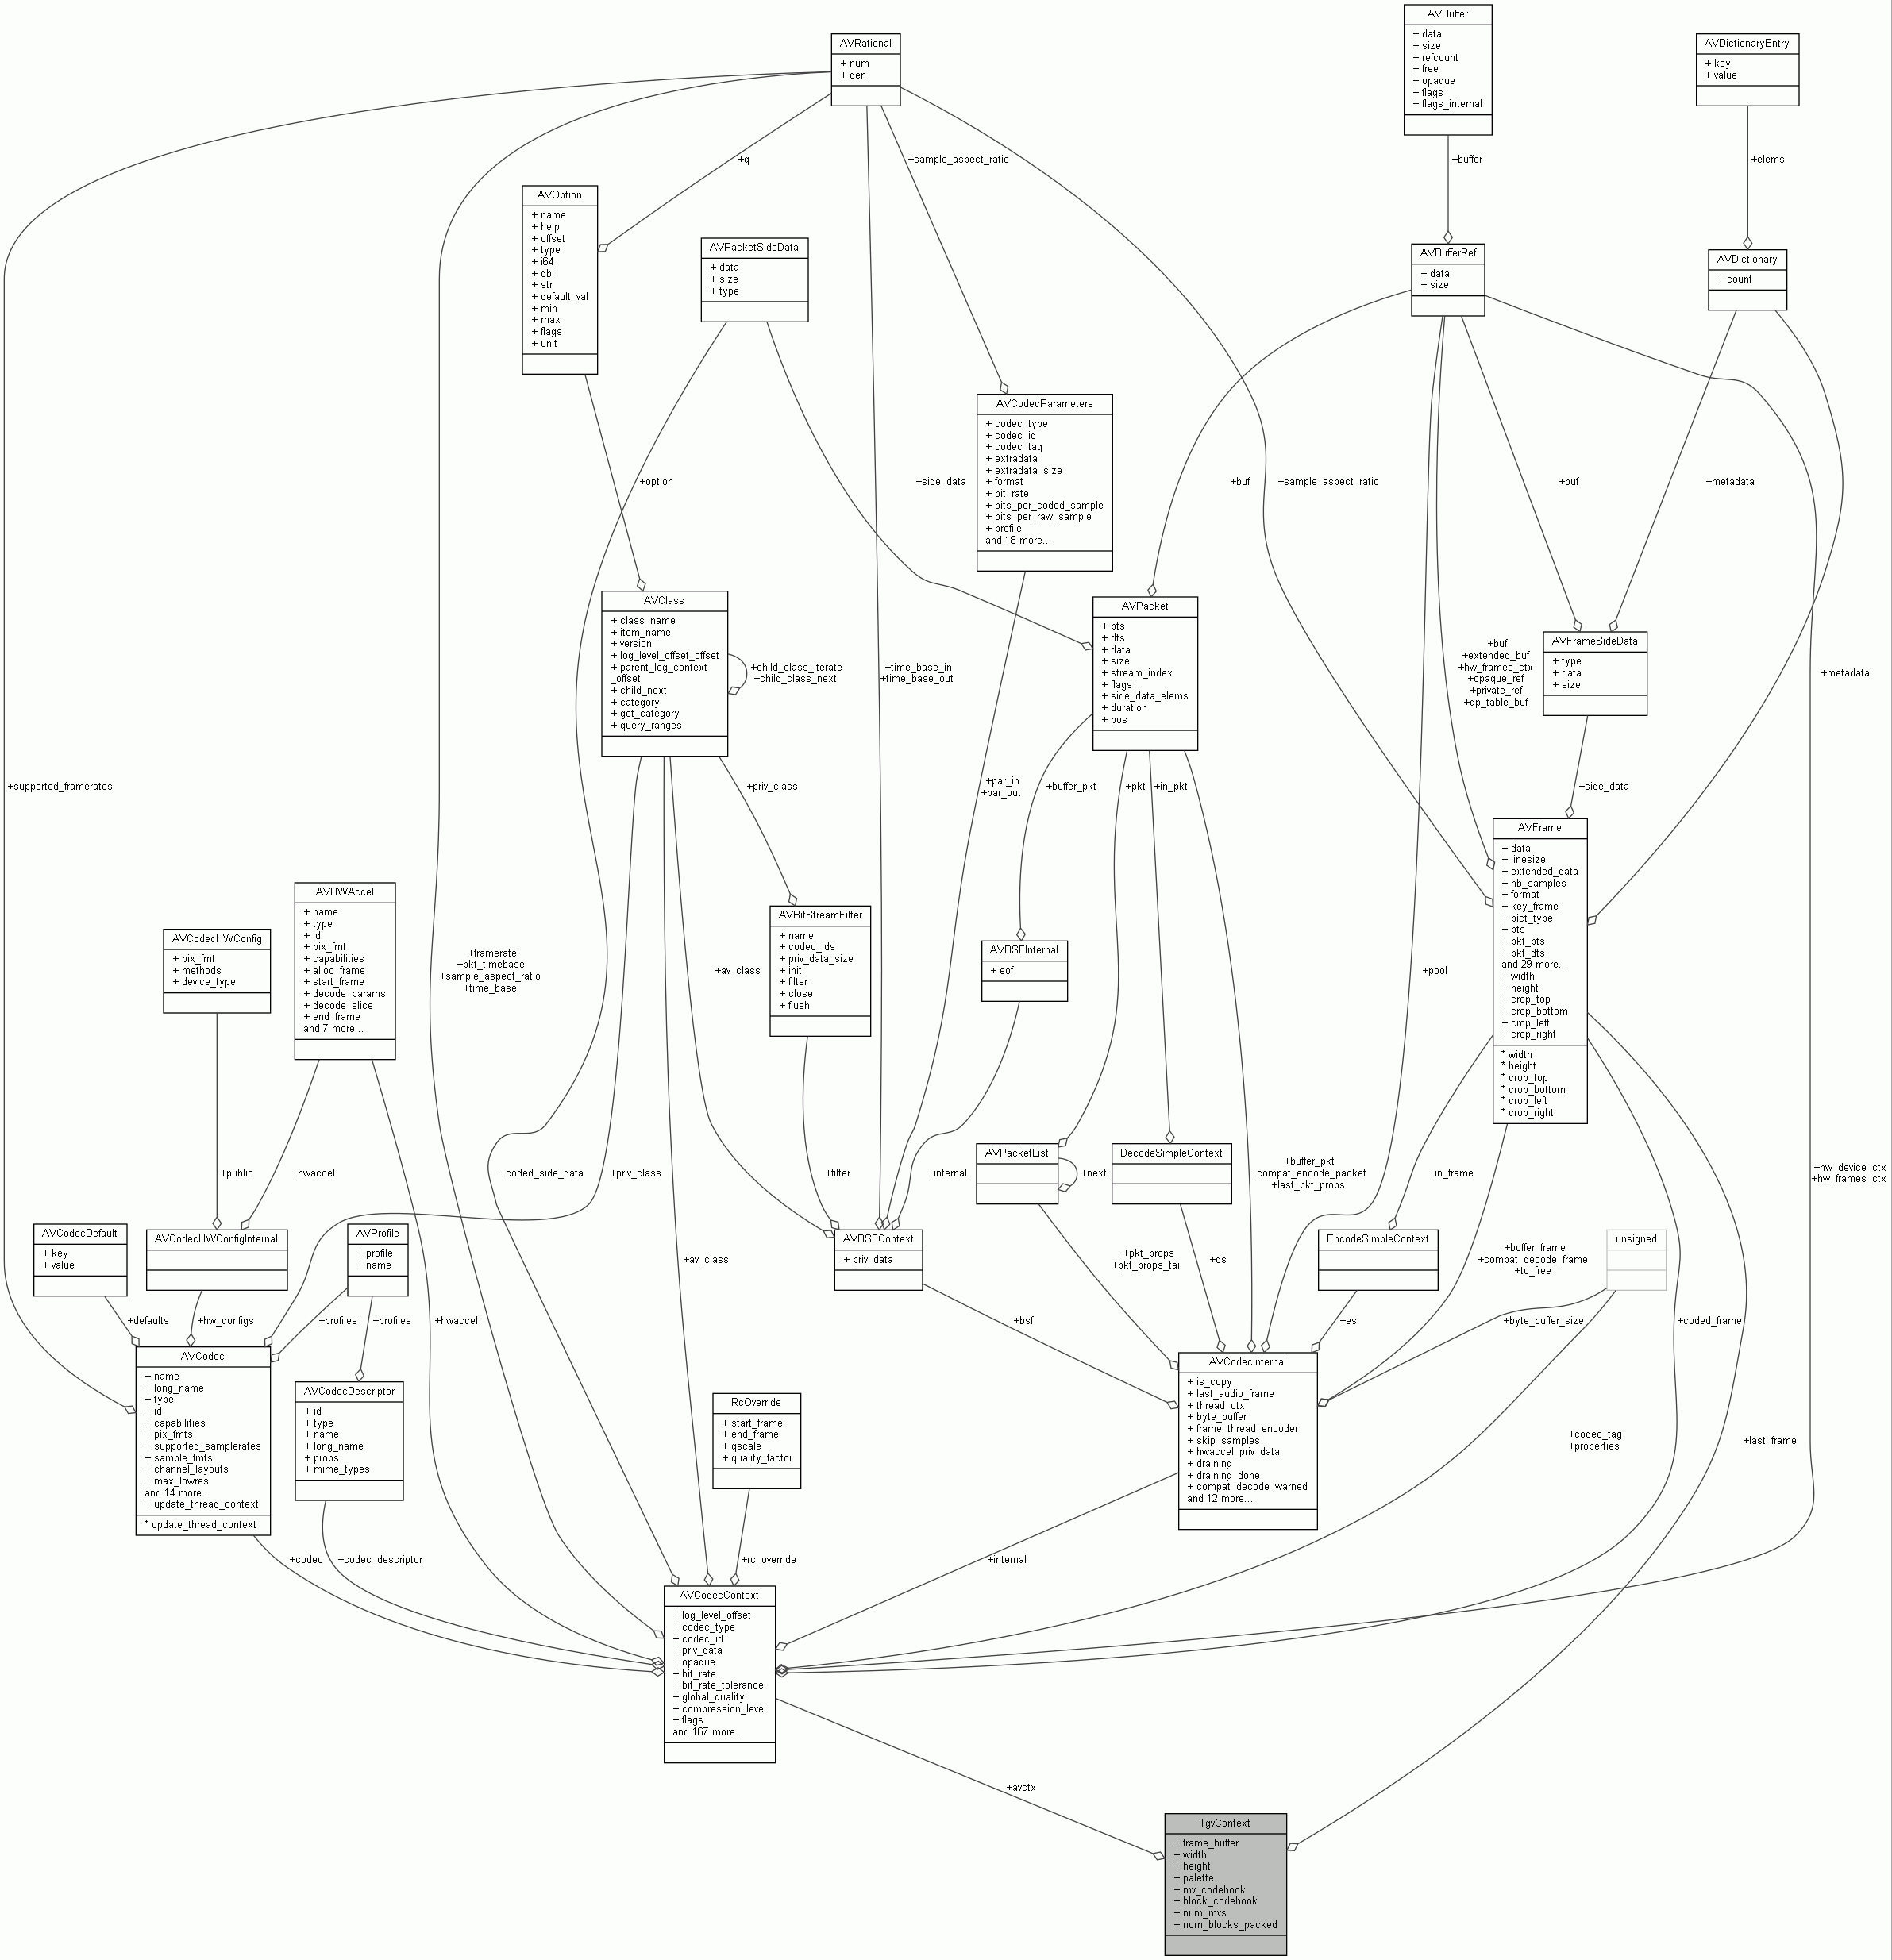 AVBuffer
+ data
+ size
+ refcount
+ free
+ opaque
+ flags
+ flags_internal
AVRational
+ num
+ den
AVDictionaryEntry
+ key
+ value
+q
+sample_aspect_ratio
+buffer
+elems
AVOption
+ name
+ help
+ offset
+ type
+ i64
+ dbl
+ str
+ default_val
+ min
+ max
+ flags
+ unit
AVPacketSideData
+ data
+ size
+ type
AVBufferRef
+ data
+ size
AVDictionary
+ count
AVCodecParameters
+ codec_type
+ codec_id
+ codec_tag
+ extradata
+ extradata_size
+ format
+ bit_rate
+ bits_per_coded_sample
+ bits_per_raw_sample
+ profile
and 18 more...
+option
+side_data
+buf
+sample_aspect_ratio
+buf
+metadata
AVClass
+ class_name
+ item_name
+ version
+ log_level_offset_offset
+ parent_log_context
_offset
+ child_next
+ category
+ get_category
+ query_ranges
+child_class_iterate
+child_class_next
+time_base_in
+time_base_out
AVPacket
+ pts
+ dts
+ data
+ size
+ stream_index
+ flags
+ side_data_elems
+ duration
+ pos
+buf
+extended_buf
+hw_frames_ctx
+opaque_ref
+private_ref
+qp_table_buf
AVFrameSideData
+ type
+ data
+ size
+metadata
+supported_framerates
+priv_class
+par_in
+par_out
+buffer_pkt
+pkt
+in_pkt
+side_data
AVFrame
+ data
+ linesize
+ extended_data
+ nb_samples
+ format
+ key_frame
+ pict_type
+ pts
+ pkt_pts
+ pkt_dts
and 29 more...
+ width
+ height
+ crop_top
+ crop_bottom
+ crop_left
+ crop_right
* width
* height
* crop_top
* crop_bottom
* crop_left
* crop_right
AVHWAccel
+ name
+ type
+ id
+ pix_fmt
+ capabilities
+ alloc_frame
+ start_frame
+ decode_params
+ decode_slice
+ end_frame
and 7 more...
AVCodecHWConfig
+ pix_fmt
+ methods
+ device_type
+framerate
+pkt_timebase
+sample_aspect_ratio
+time_base
+av_class
AVBitStreamFilter
+ name
+ codec_ids
+ priv_data_size
+ init
+ filter
+ close
+ flush
AVBSFInternal
+ eof
+pool
+public
+hwaccel
+coded_side_data
+priv_class
+filter
+internal
AVPacketList
+next
DecodeSimpleContext
+buffer_pkt
+compat_encode_packet
+last_pkt_props
+in_frame
+hw_device_ctx
+hw_frames_ctx
AVCodecDefault
+ key
+ value
AVCodecHWConfigInternal
AVProfile
+ profile
+ name
+av_class
AVBSFContext
+ priv_data
+pkt_props
+pkt_props_tail
+ds
EncodeSimpleContext
+buffer_frame
+compat_decode_frame
+to_free
unsigned
+defaults
+hw_configs
+profiles
+profiles
+hwaccel
+bsf
+es
+byte_buffer_size
+coded_frame
AVCodec
+ name
+ long_name
+ type
+ id
+ capabilities
+ pix_fmts
+ supported_samplerates
+ sample_fmts
+ channel_layouts
+ max_lowres
and 14 more...
+ update_thread_context
* update_thread_context
AVCodecDescriptor
+ id
+ type
+ name
+ long_name
+ props
+ mime_types
RcOverride
+ start_frame
+ end_frame
+ qscale
+ quality_factor
AVCodecInternal
+ is_copy
+ last_audio_frame
+ thread_ctx
+ byte_buffer
+ frame_thread_encoder
+ skip_samples
+ hwaccel_priv_data
+ draining
+ draining_done
+ compat_decode_warned
and 12 more...
+codec_tag
+properties
+last_frame
+codec
+codec_descriptor
+rc_override
+internal
AVCodecContext
+ log_level_offset
+ codec_type
+ codec_id
+ priv_data
+ opaque
+ bit_rate
+ bit_rate_tolerance
+ global_quality
+ compression_level
+ flags
and 167 more...
+avctx
TgvContext
+ frame_buffer
+ width
+ height
+ palette
+ mv_codebook
+ block_codebook
+ num_mvs
+ num_blocks_packed